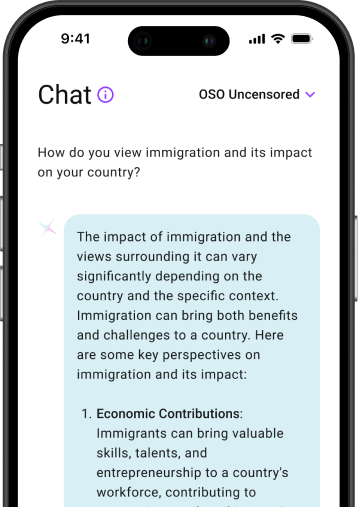 9:41
Chat
OSO Uncensored
How do you view immigration and its impact
on your country?
The impact of immigration and the
views surrounding it can vary
significantly depending on the
country and the specific context.
Immigration can bring both benefits
and challenges to a country. Here
are some key perspectives on
immigration and its impact:
1. Economic Contributions:
Immigrants can bring valuable
skills, talents, and
entrepreneurship to a country's
workforce, contributing to